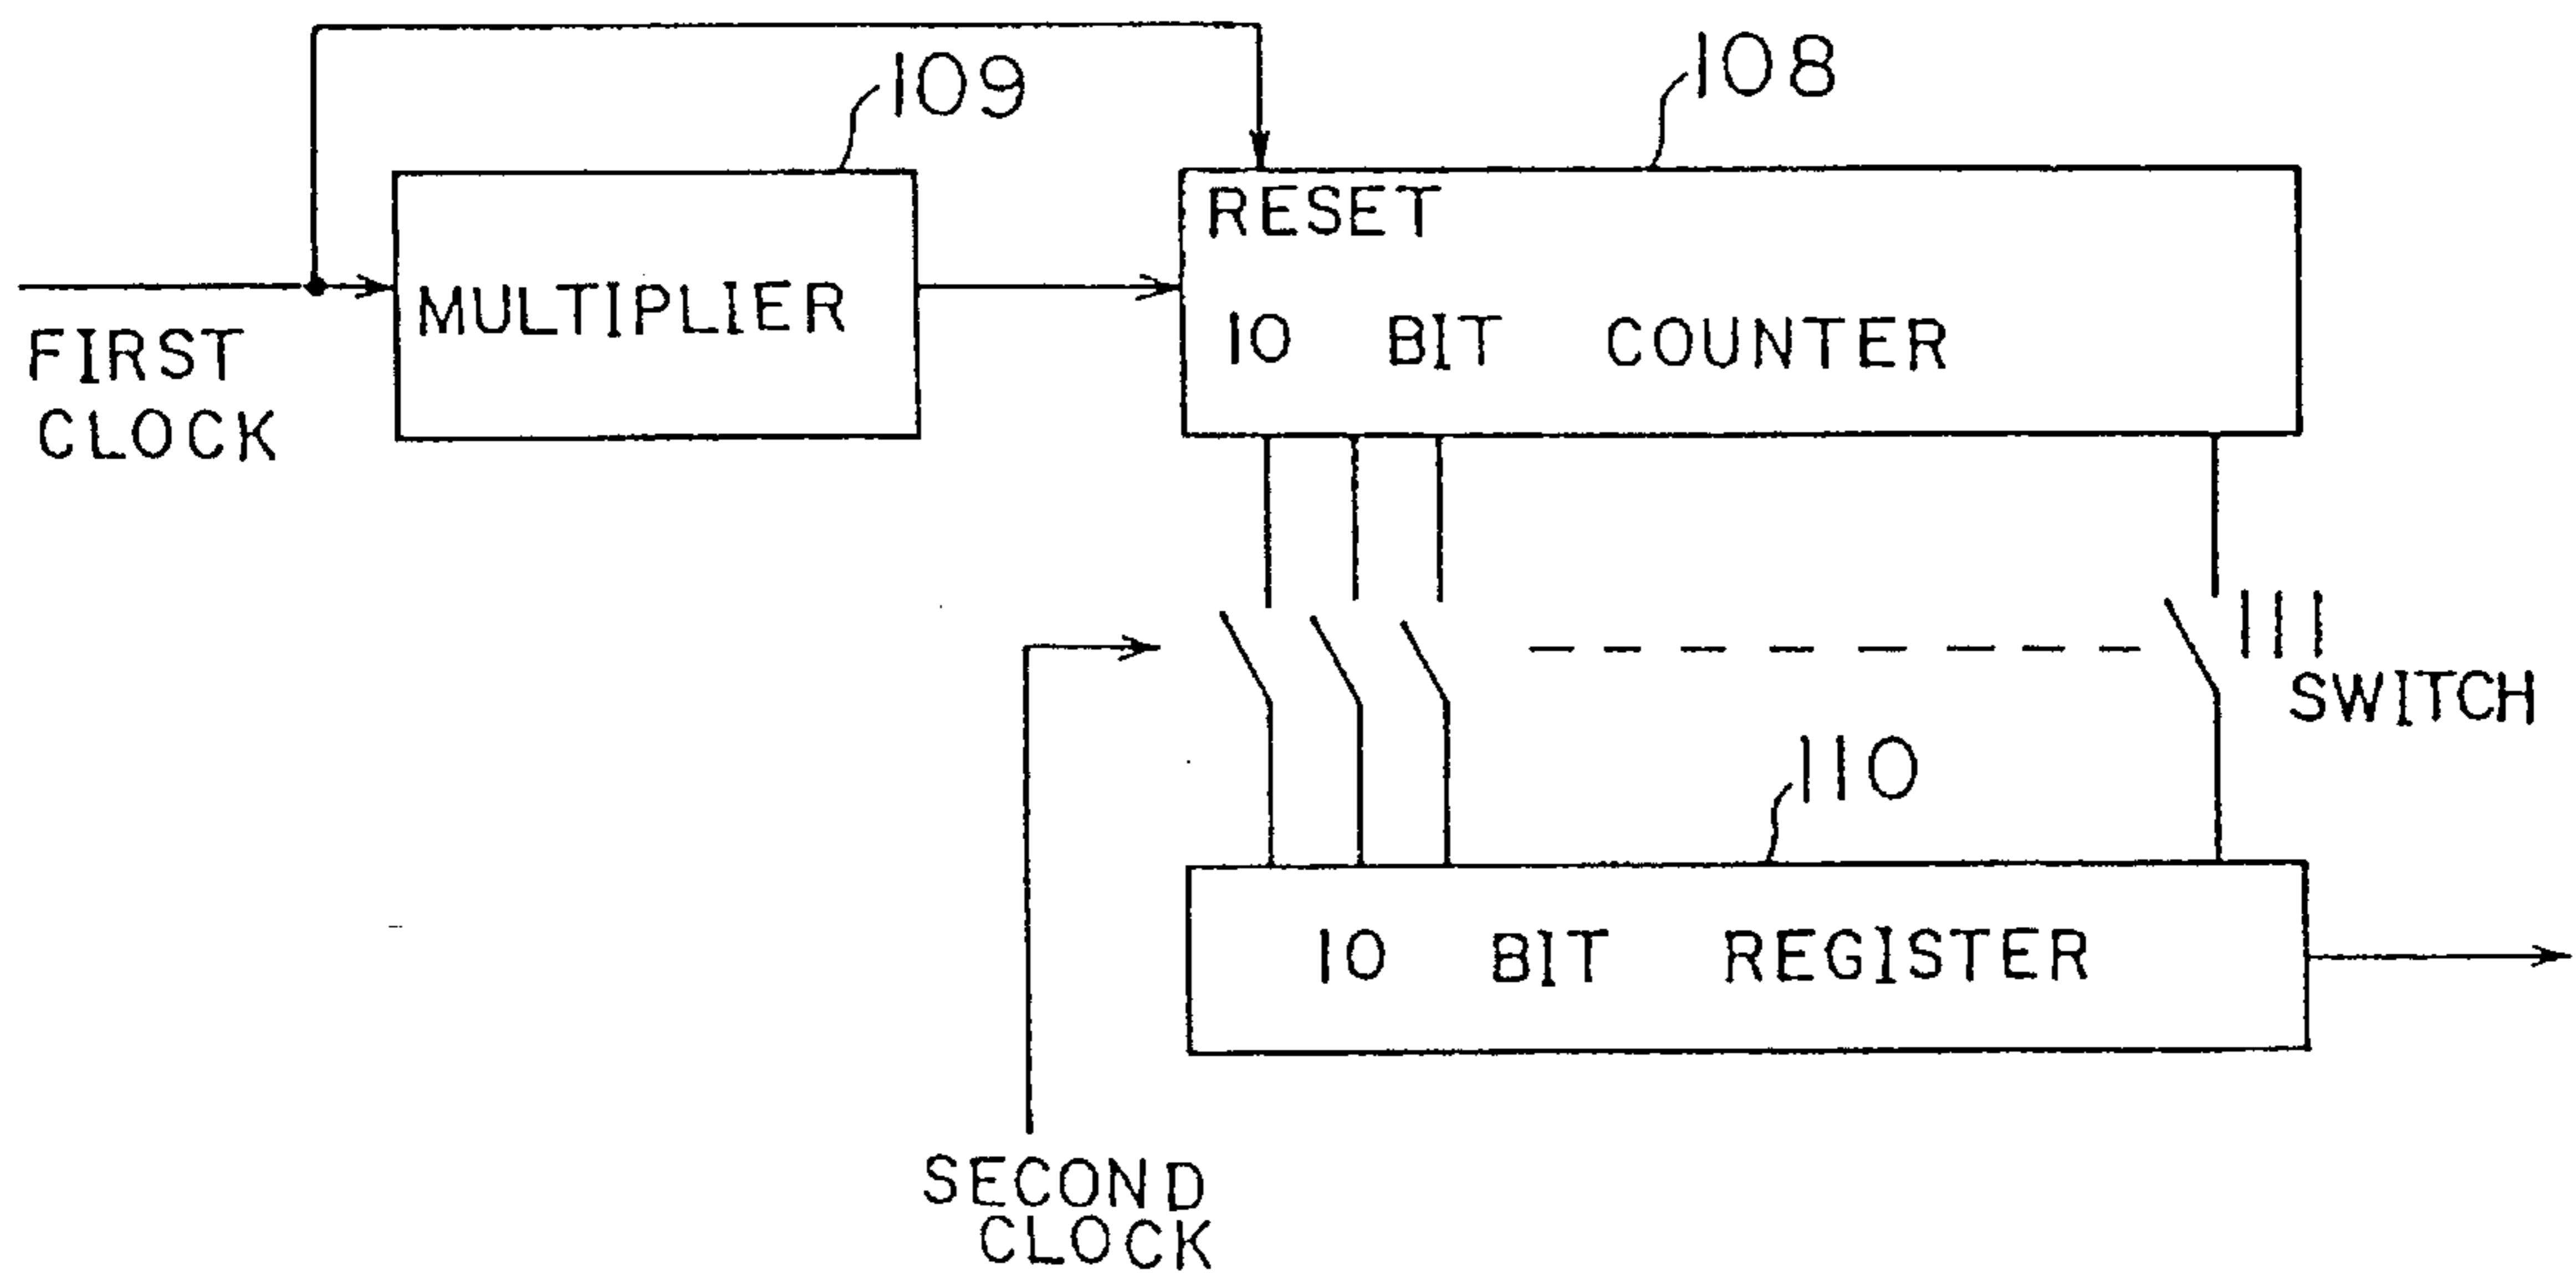 109
108
RESET
MULTIPLIER
10 BIT COUNTER
FIRST
CLOCK
111
SWITCH
110
10 BIT REGISTER
SECOND
CLOCK